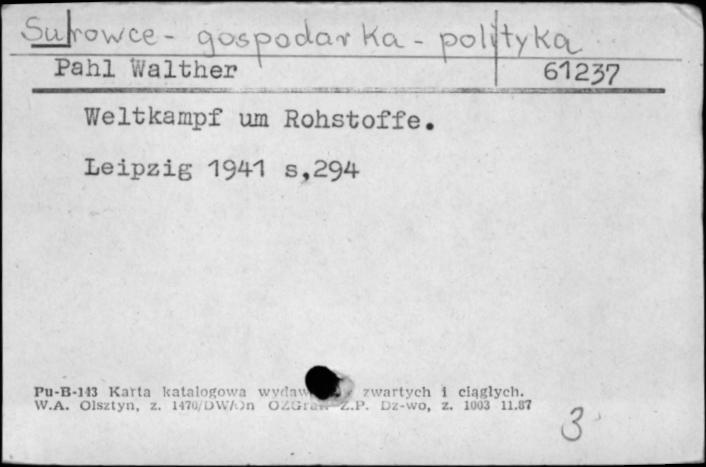 Surowce - gospodarka - polityka
Pahl Walther 61237
Weltkampf um Rohstoffe.
Leipzig 1941 s,294
Pu-B-143 Karta katalogowa zwartych i ciągłych.
W.A. Olsztyn, z. 1470/DW/On Z.P. Dz-wo, z. 1003 11.87
3